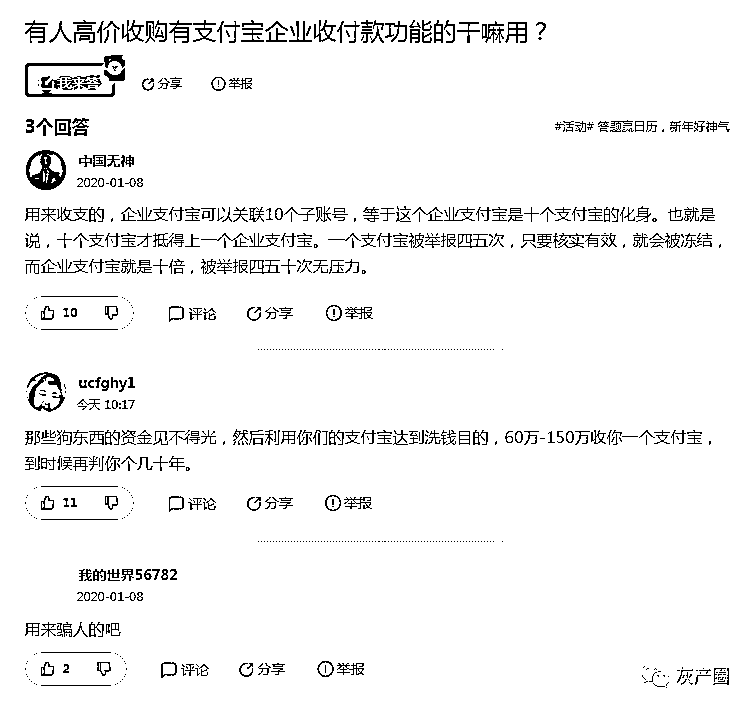 有人高价收购有支付宝企业收付款功能的干嘛用？
我来答
分享
举报
3个回答
#活动# 答题赢日历，新年好神气
中国无神
2020-01-08
用来收支的，企业支付宝可以关联10个子账号，等于这个企业支付宝是十个支付宝的化身。也就是
说，十个支付宝才抵得上一个企业支付宝。一个支付宝被举报四五次，只要核实有效，就会被冻结，
而企业支付宝就是十倍，被举报四五十次无压力。
10
评论
分享
举报
ucfghy1
今天 10:17
那些狗东西的资金见不得光，然后利用你们的支付宝达到洗钱目的，60万-150万收你一个支付宝，
到时候再判你个几十年。
11
评论
分享
举报
我的世界56782
2020-01-08
用来骗人的吧
2
评论
分享
举报
灰产圈